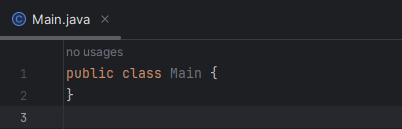 Main.java
no usages
1 public class Main {
2 }
3